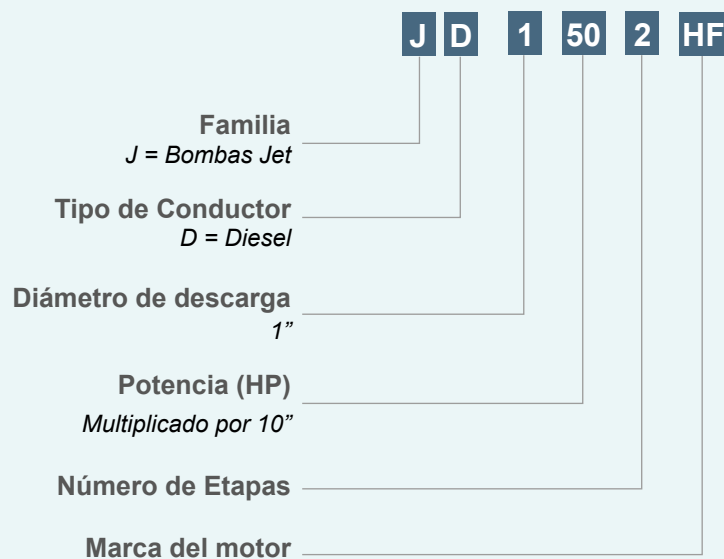 J D 1 50 2 HF
Familia
J = Bombas Jet
Tipo de Conductor
D = Diesel
Diámetro de descarga
1”
Potencia (HP)
Multiplicado por 10”
Número de Etapas
Marca del motor